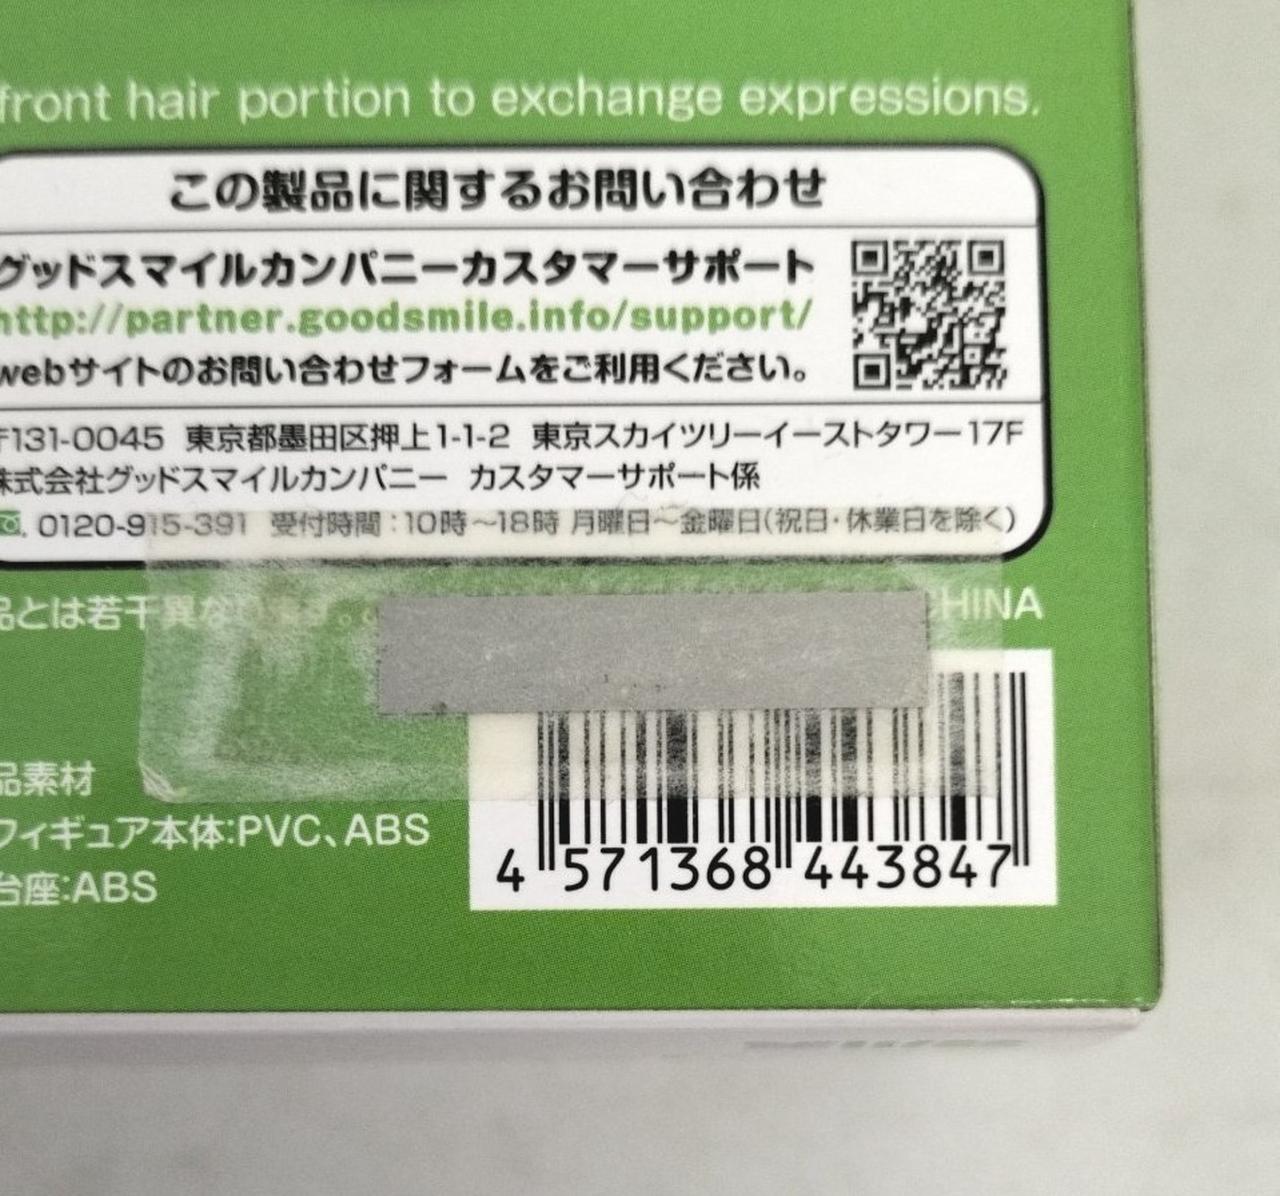 front hair portion to exchange expressions.
この製品に関するお問い合わせ
グッドスマイルカンパニーカスタマーサポート
http://partner.goodsmile.info/support/
webサイトのお問い合わせフォームをご利用ください。
〒131-0045 東京都墨田区押上1-1-2 東京スカイツリーイーストタワー17F
株式会社グッドスマイルカンパニー カスタマーサポート係
0120-915-391 受付時間:10時～18時 月曜日～金曜日(祝日・休業日を除く)
品とは若干異なります。 CHINA
品素材
フィギュア本体:PVC、ABS
台座:ABS
4 571368 443847